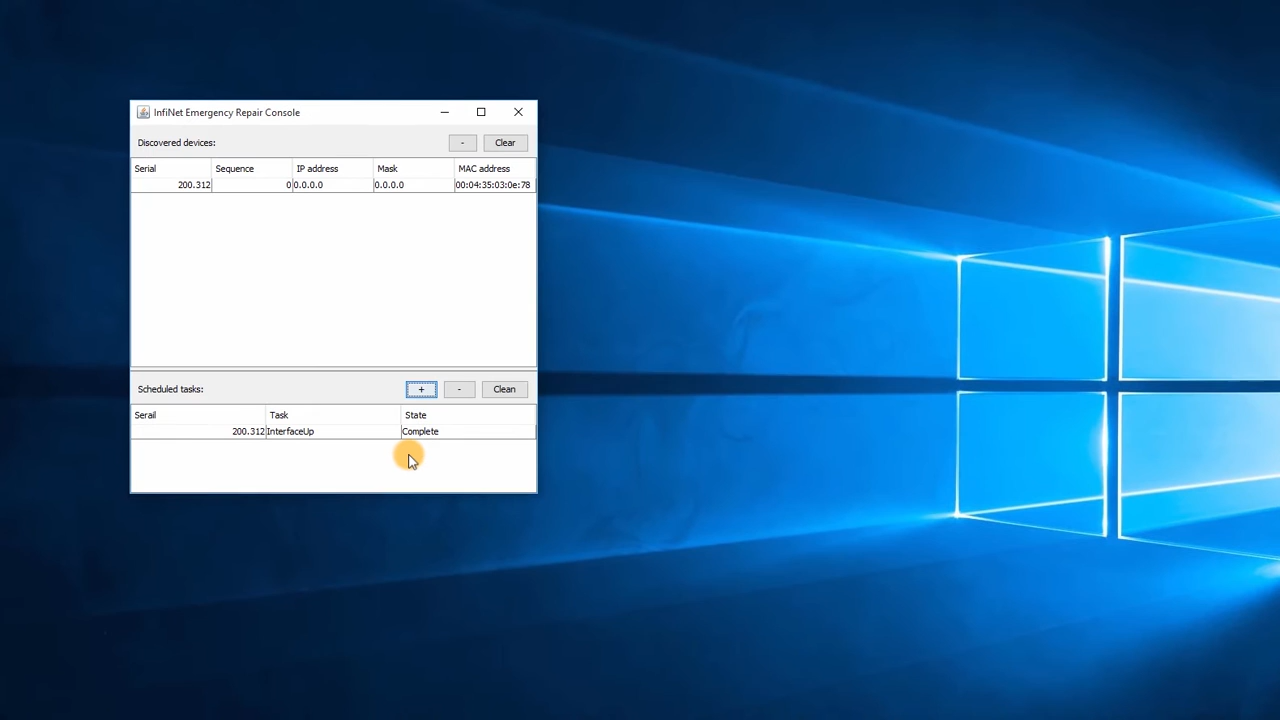 InfiNet Emergency Repair Console
Discovered devices: - Clear
Serial Sequence IP address Mask MAC address
200.312 0 0.0.0.0 0.0.0.0 00:04:35:03:0e:78
Scheduled tasks: + - Clean
Serail Task State
200.312 InterfaceUp Complete